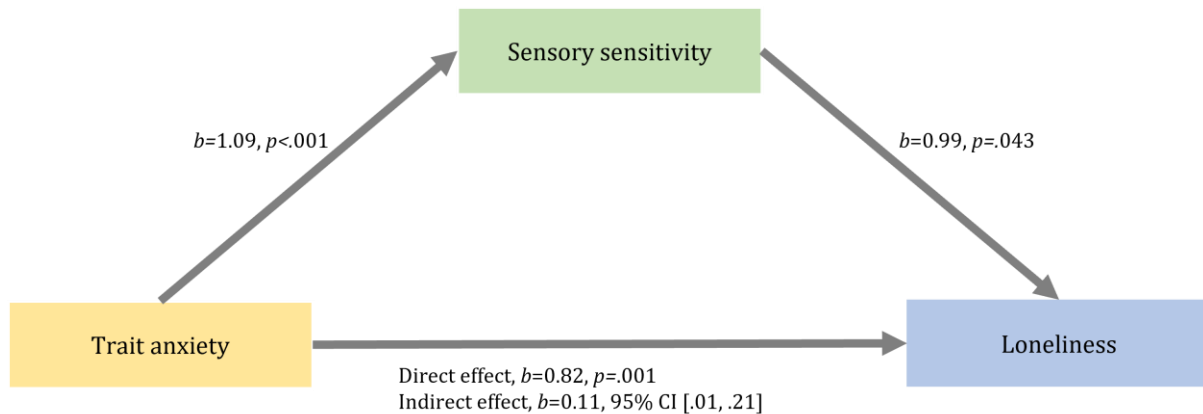 Sensory sensitivity
b=1.09, p<.001
b=0.99, p=.043
Trait anxiety
Loneliness
Direct effect, b=0.82, p=.001
Indirect effect, b=0.11, 95% CI [.01, .21]